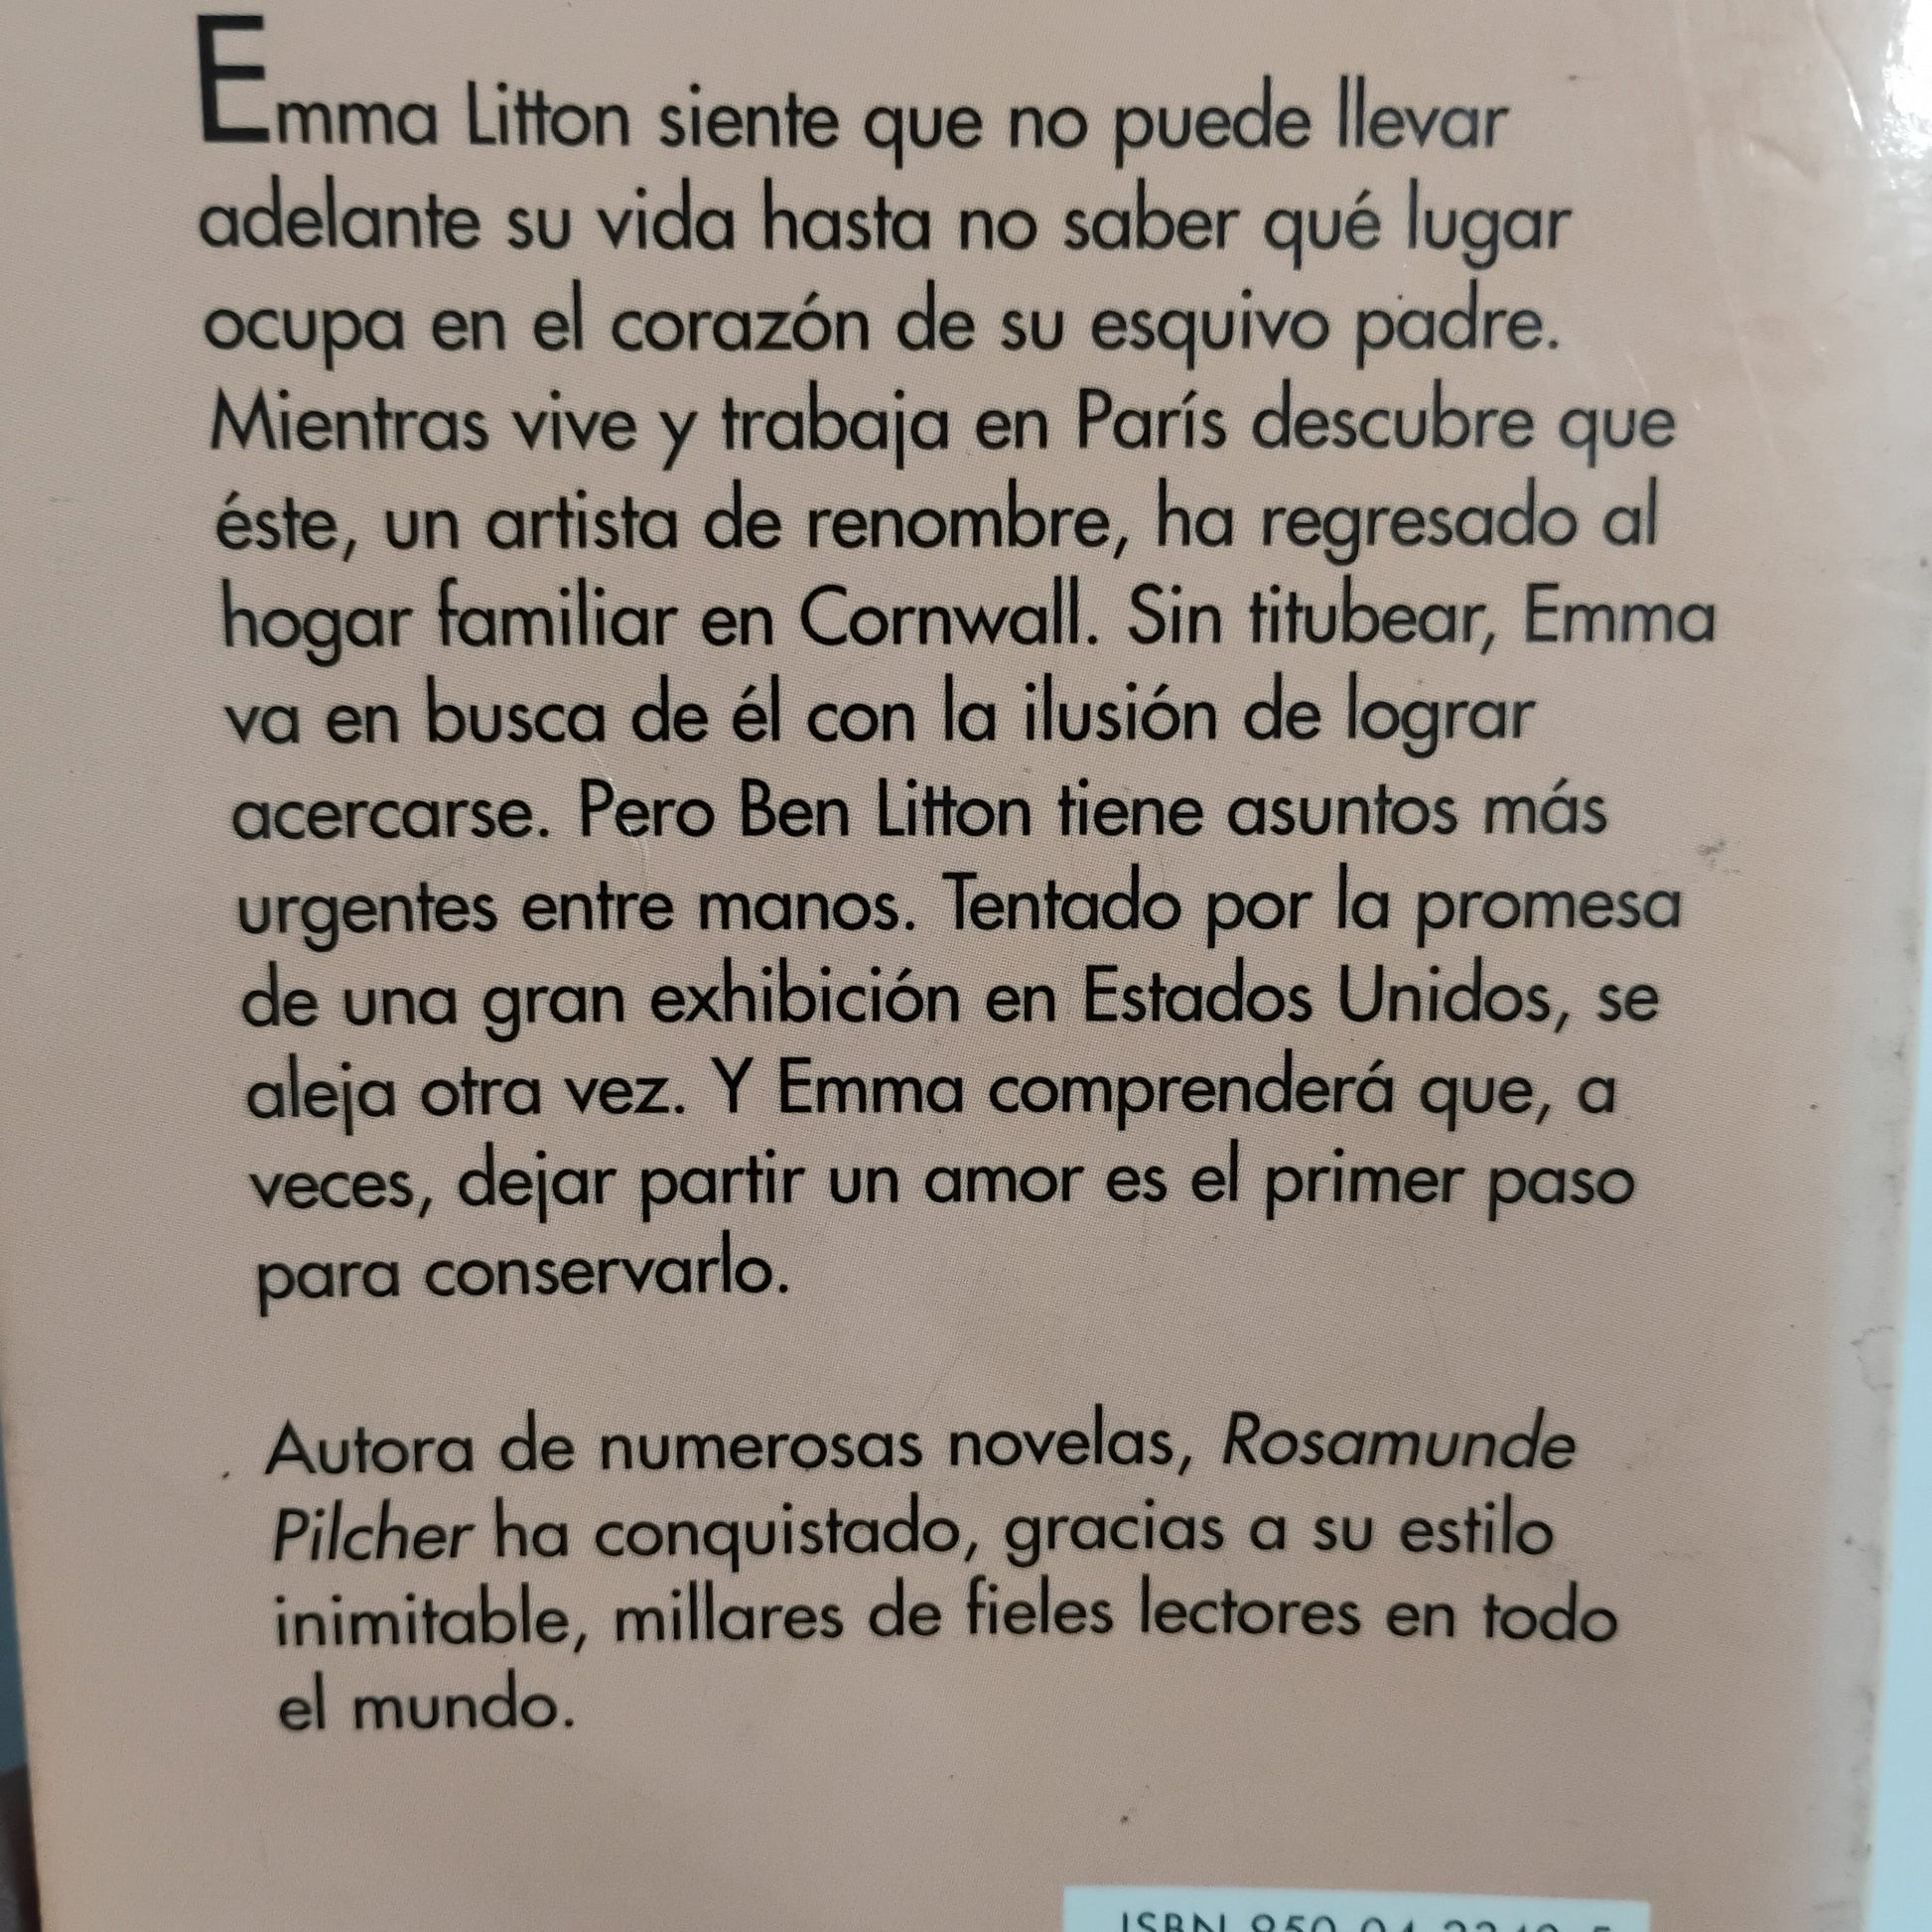 Emma Litton siente que no puede llevar
adelante su vida hasta no saber qué lugar
ocupa en el corazón de su esquivo padre.
Mientras vive y trabaja en París descubre que
éste, un artista de renombre, ha regresado al
hogar familiar en Cornwall. Sin titubear, Emma
va en busca de él con la ilusión de lograr
acercarse. Pero Ben Litton tiene asuntos más
urgentes entre manos. Tentado por la promesa
de una gran exhibición en Estados Unidos, se
aleja otra vez. Y Emma comprenderá que, a
veces, dejar partir un amor es el primer paso
para conservarlo.
Autora de numerosas novelas, Rosamunde
Pilcher ha conquistado, gracias a su estilo
inimitable, millares de fieles lectores en todo
el mundo.
ISBN